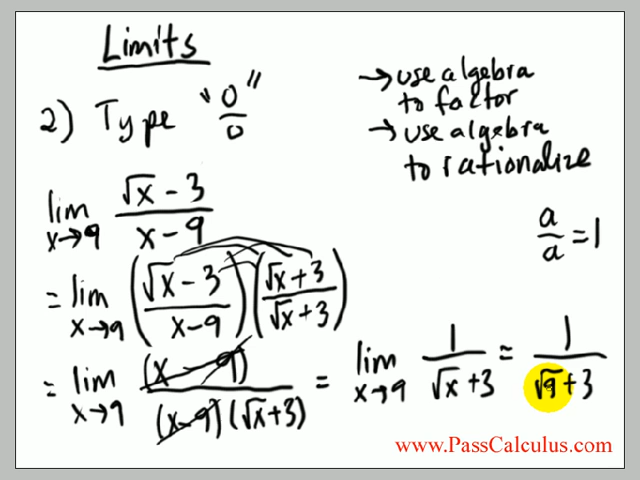 Limits
2) Type "0/0"
→ use algebra
to factor
→ use algebra
to rationalize
lim x→9 (√x - 3)/(x - 9)
a/a = 1
= lim x→9 ((√x - 3)/(x - 9)) ((√x + 3)/(√x + 3))
= lim x→9 (x - 9)/((x - 9)(√x + 3)) = lim x→9 1/(√x + 3) = 1/(√9 + 3)
www.PassCalculus.com